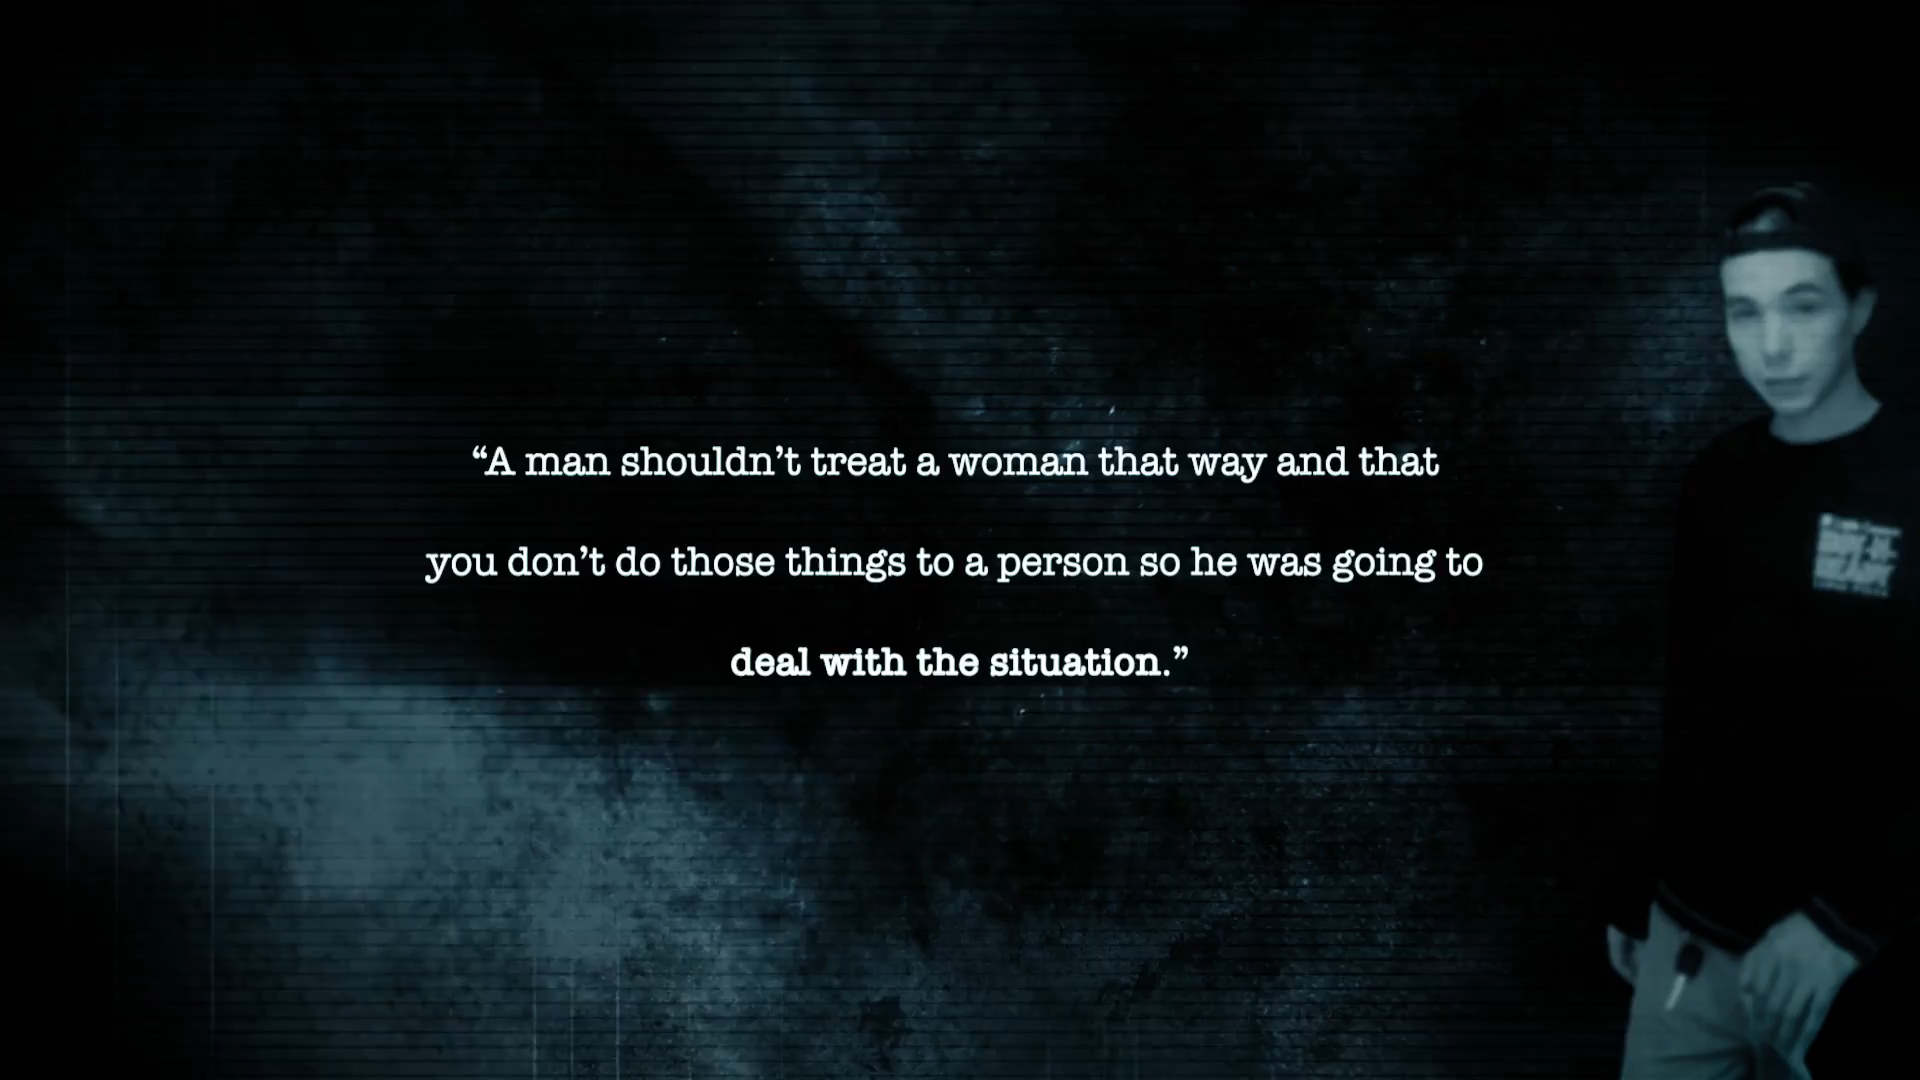 “A man shouldn’t treat a woman that way and that
you don’t do those things to a person so he was going to
deal with the situation.”